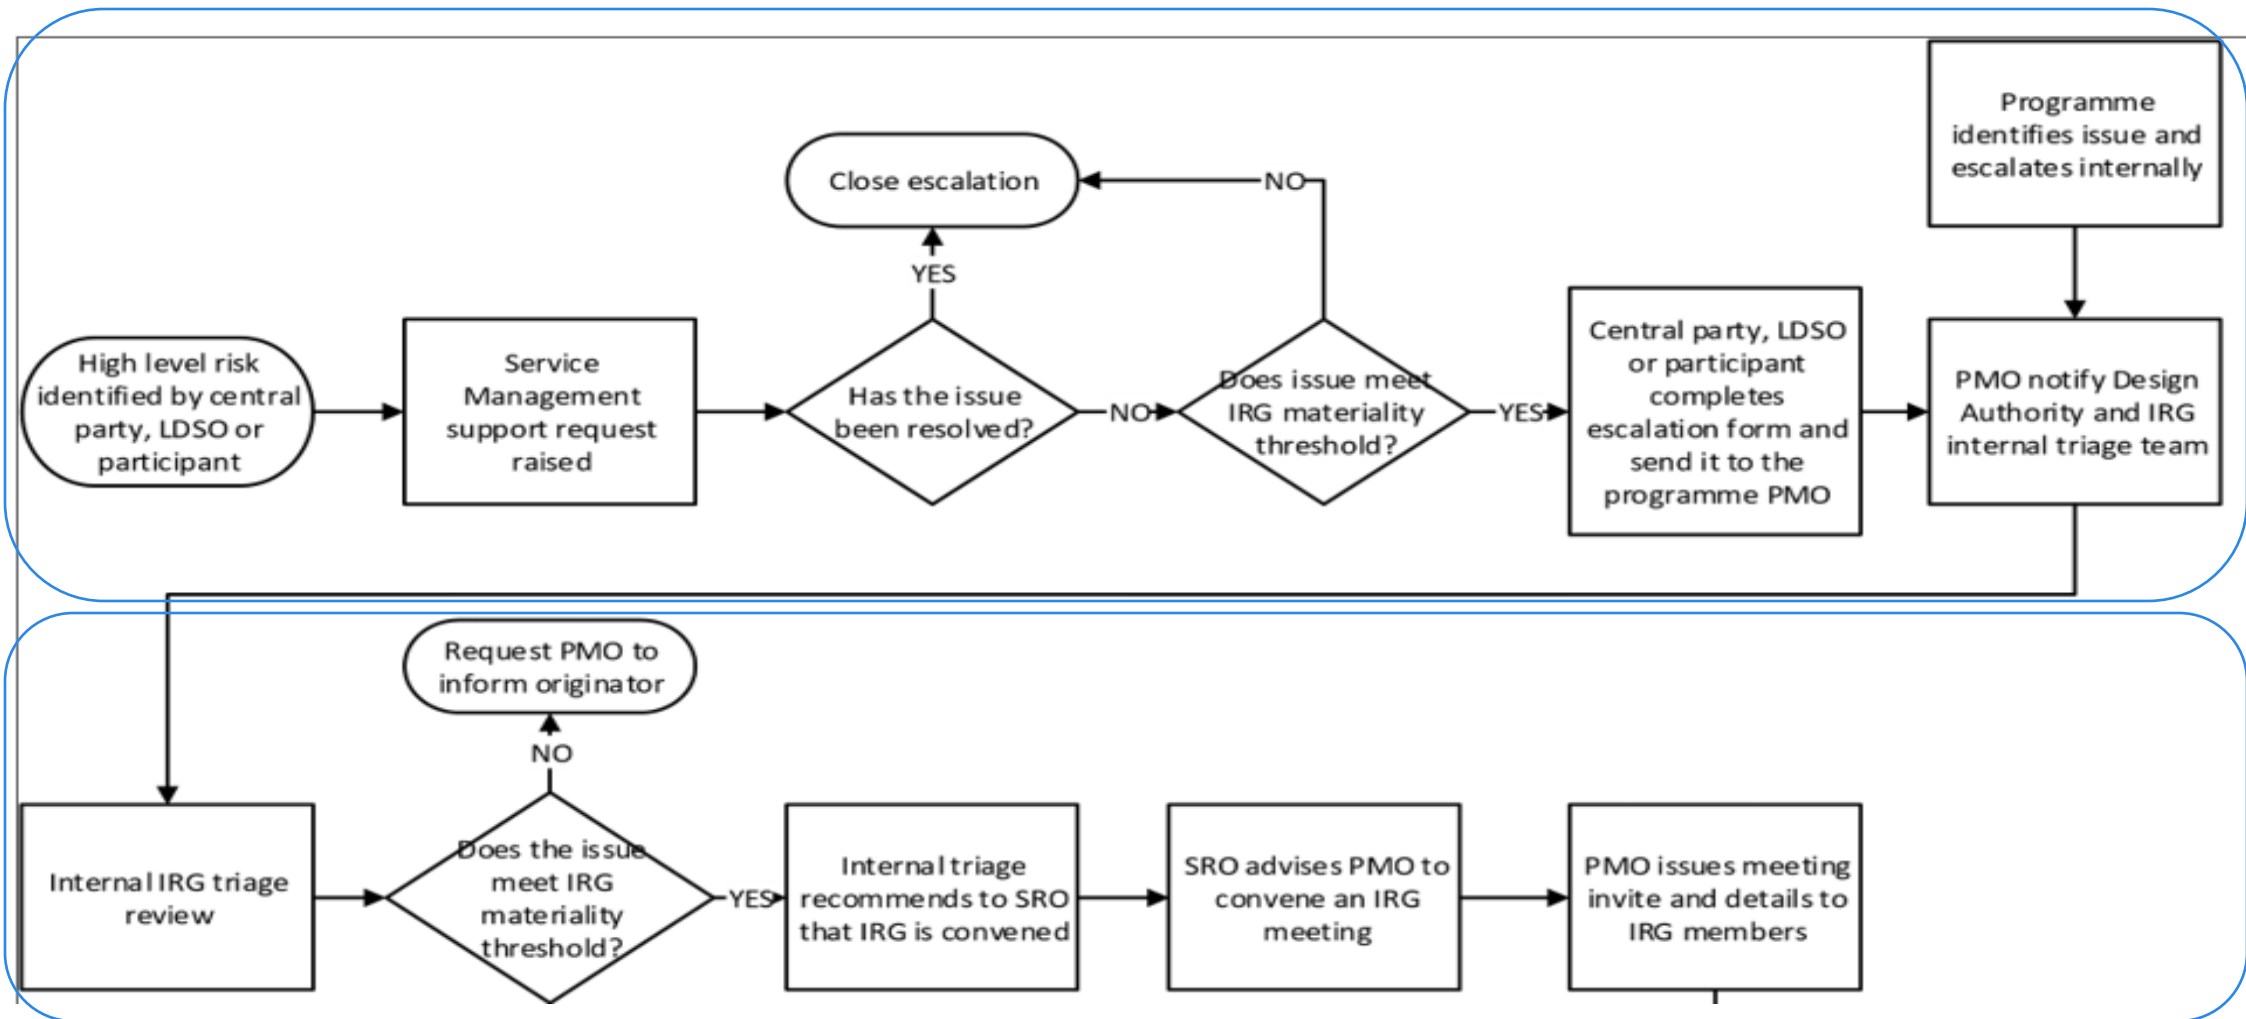 Programme
identifies issue and
escalates internally
Close escalation
NO
YES
High level risk
identified by central
party, LDSO or
participant
Service
Management
support request
raised
Has the issue
been resolved?
NO
Does issue meet
IRG materiality
threshold?
YES
Central party, LDSO
or participant
completes
escalation form and
send it to the
programme PMO
PMO notify Design
Authority and IRG
internal triage team
Request PMO to
inform originator
NO
Internal IRG triage
review
Does the issue
meet IRG
materiality
threshold?
YES
Internal triage
recommends to SRO
that IRG is convened
SRO advises PMO to
convene an IRG
meeting
PMO issues meeting
invite and details to
IRG members